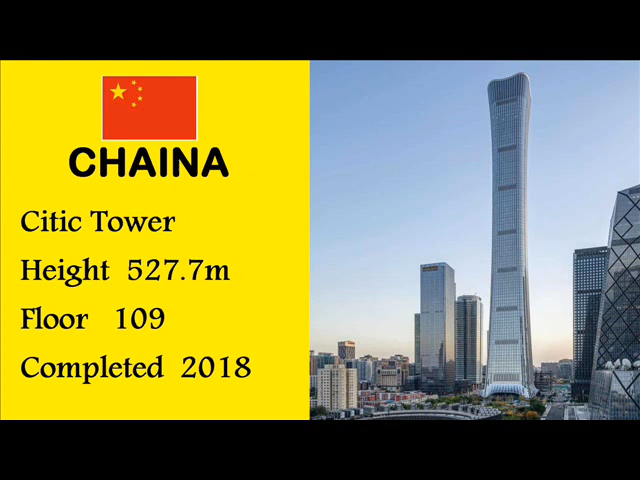 CHAINA
Citic Tower
Height 527.7m
Floor 109
Completed 2018